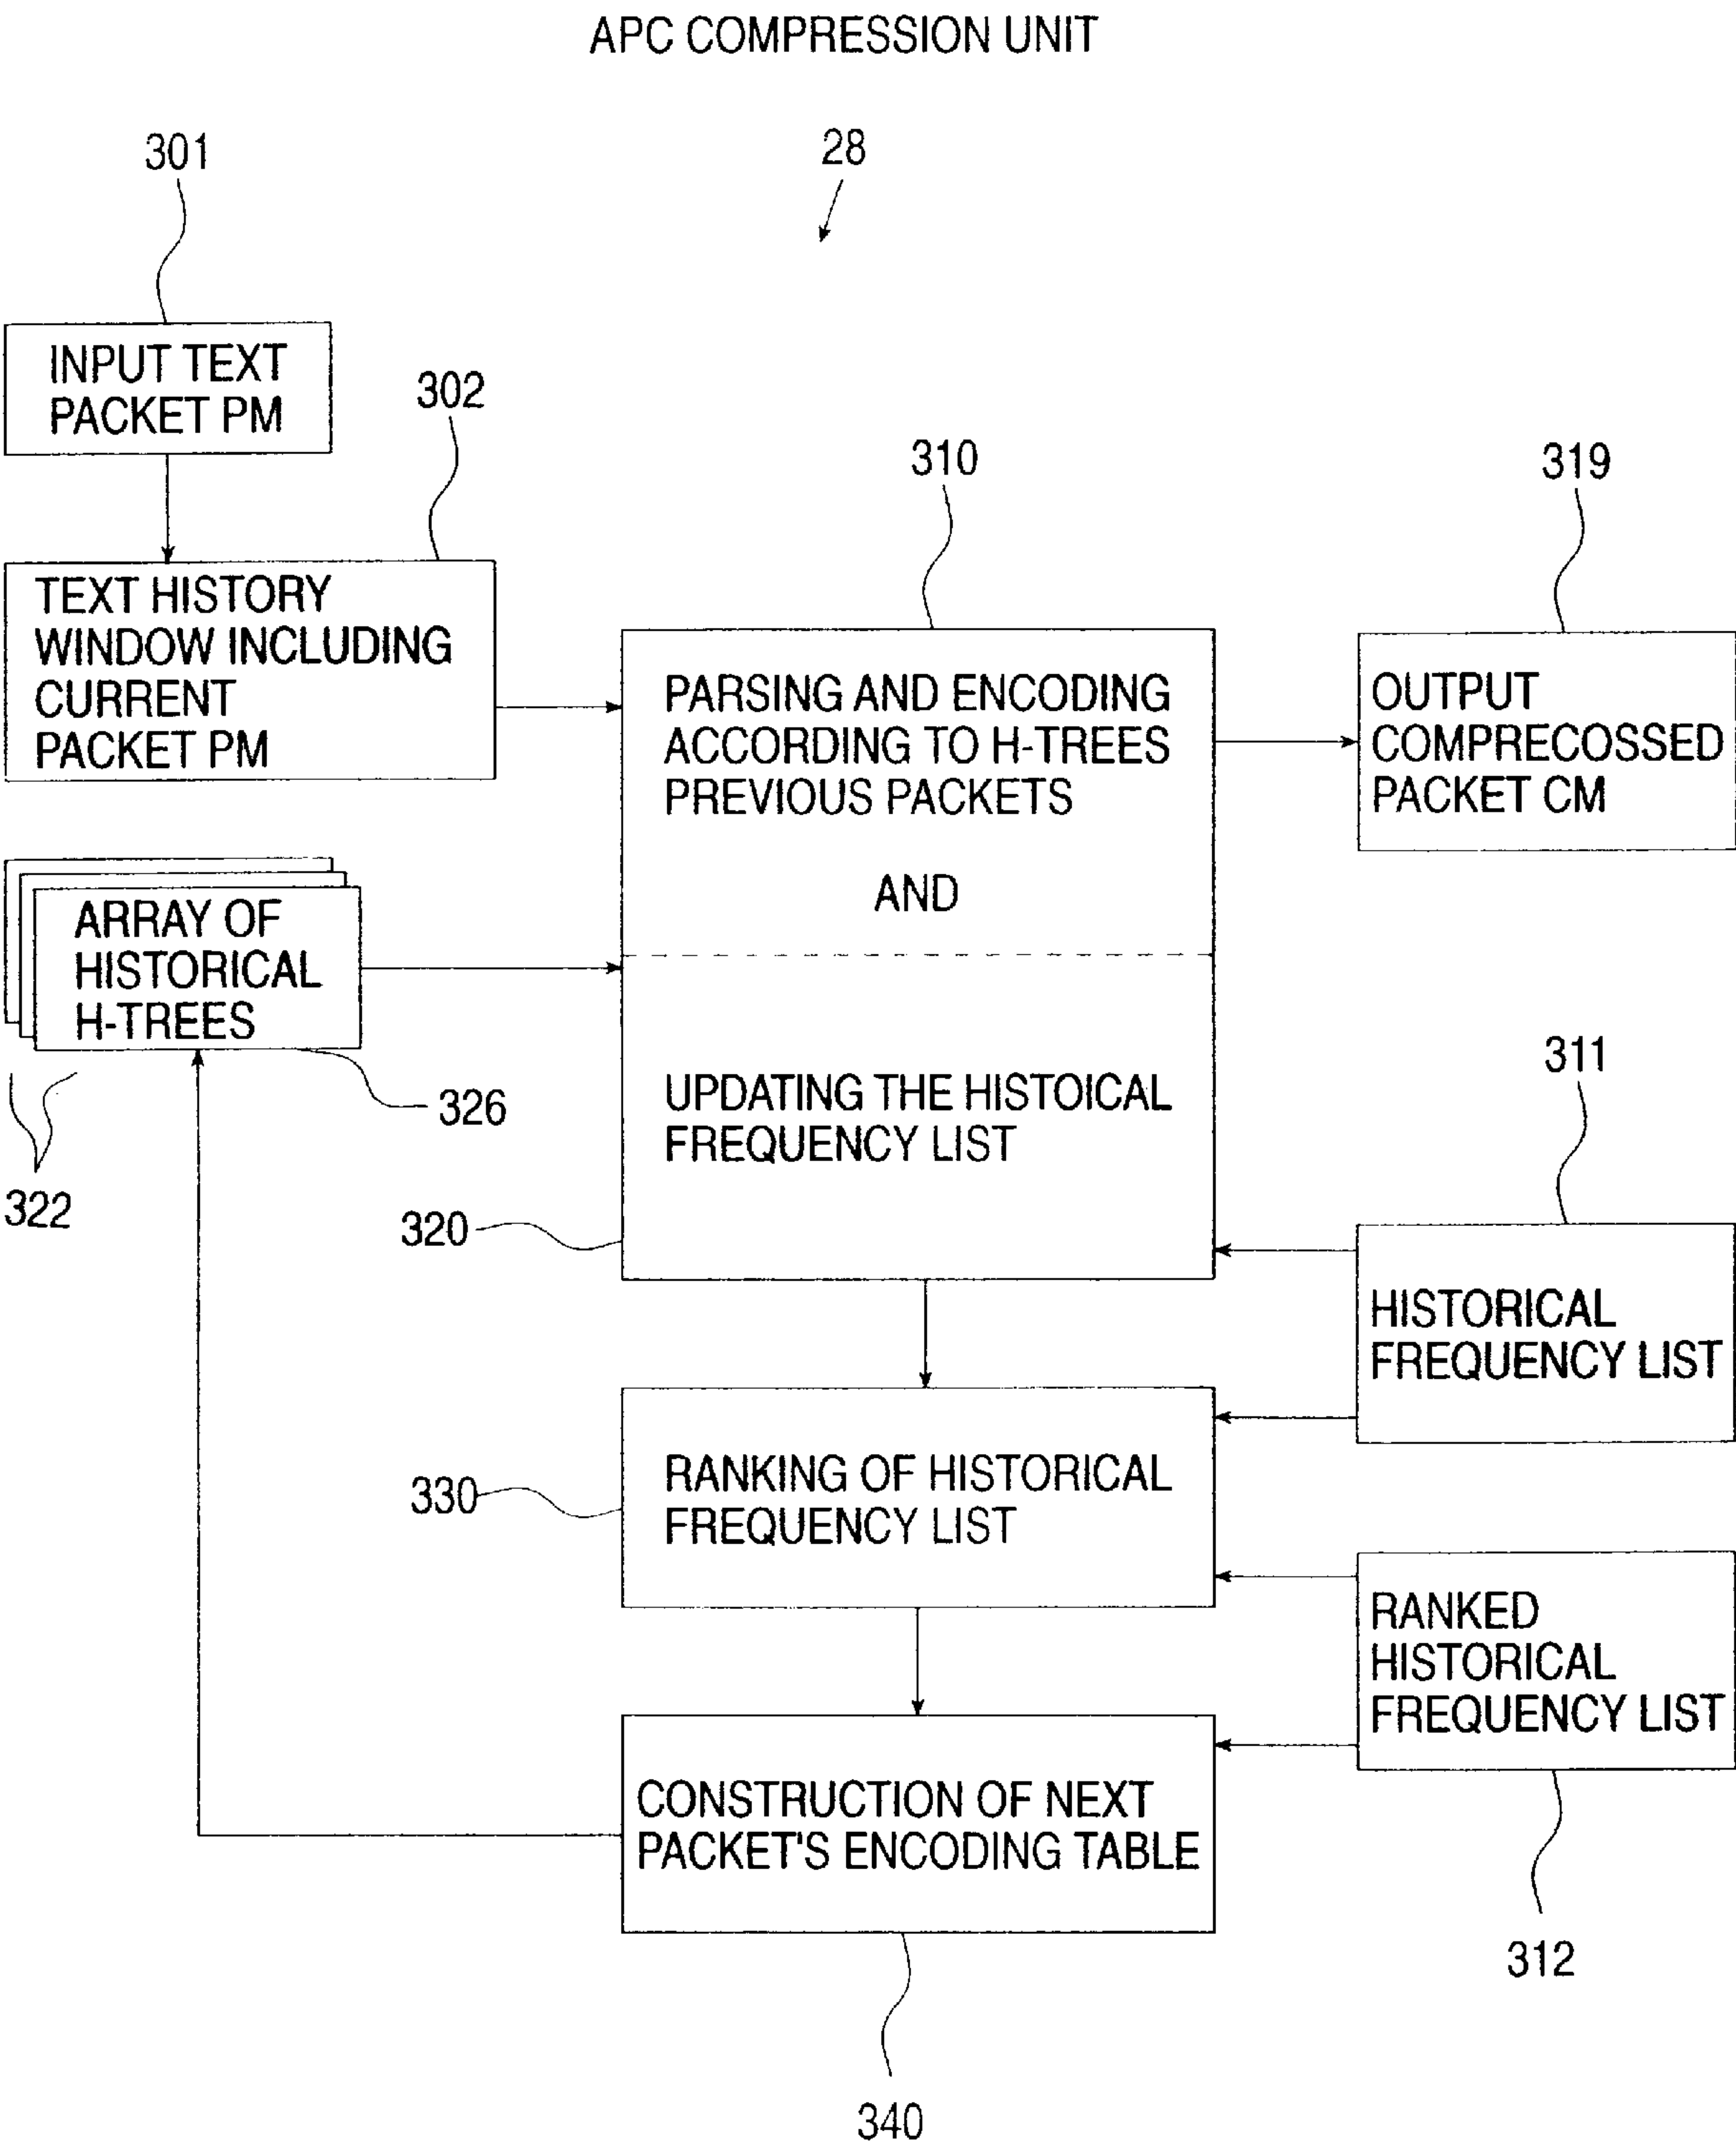 APC COMPRESSION UNIT
28
301
INPUT TEXT
PACKET PM
302
TEXT HISTORY
WINDOW INCLUDING
CURRENT
PACKET PM
310
PARSING AND ENCODING
ACCORDING TO H-TREES
PREVIOUS PACKETS
AND
UPDATING THE HISTOICAL
FREQUENCY LIST
320
319
OUTPUT
COMPRECOSSED
PACKET CM
ARRAY OF
HISTORICAL
H-TREES
326
322
311
HISTORICAL
FREQUENCY LIST
330
RANKING OF HISTORICAL
FREQUENCY LIST
RANKED
HISTORICAL
FREQUENCY LIST
312
CONSTRUCTION OF NEXT
PACKET'S ENCODING TABLE
340